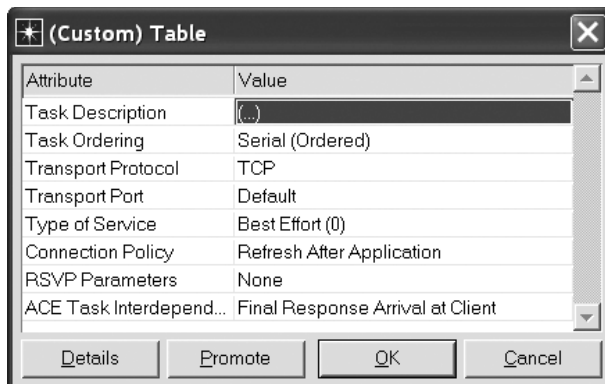 (Custom) Table
Attribute Value
Task Description (...)
Task Ordering Serial (Ordered)
Transport Protocol TCP
Transport Port Default
Type of Service Best Effort (0)
Connection Policy Refresh After Application
RSVP Parameters None
ACE Task Interdepend... Final Response Arrival at Client
Details Promote OK Cancel